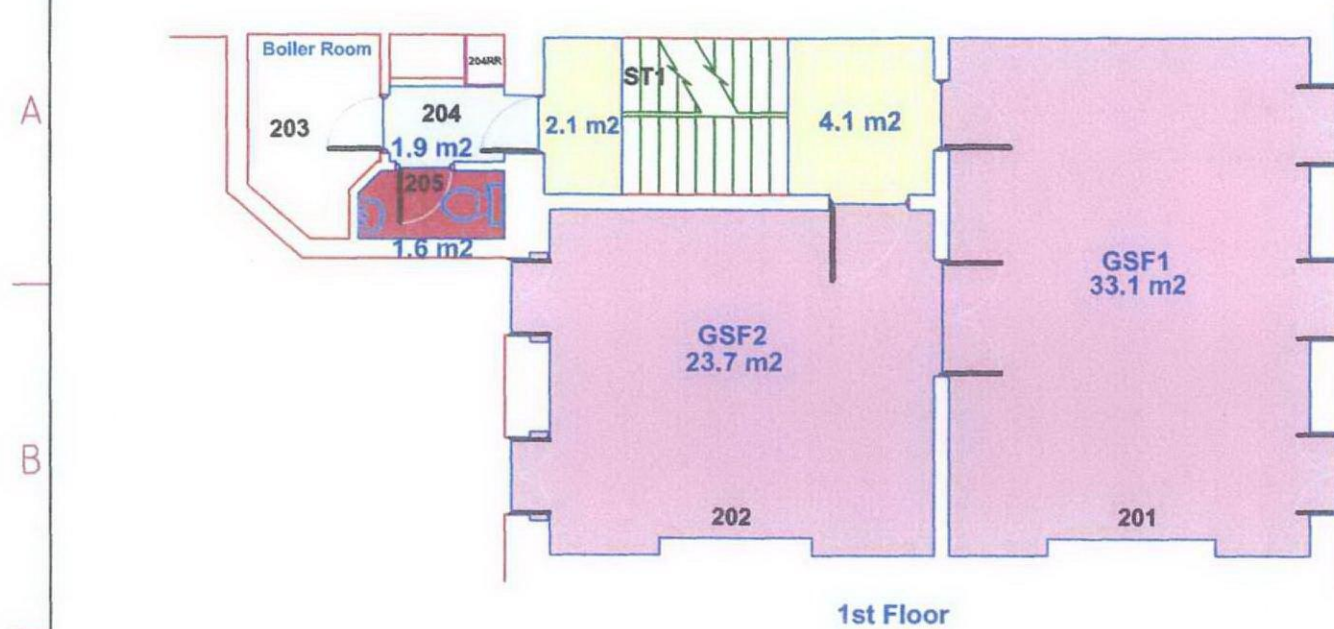 A
Boiler Room
204RR
ST1
203
204
1.9 m2
2.1 m2
4.1 m2
205
1.6 m2
GSF1
33.1 m2
GSF2
23.7 m2
B
202
201
1st Floor